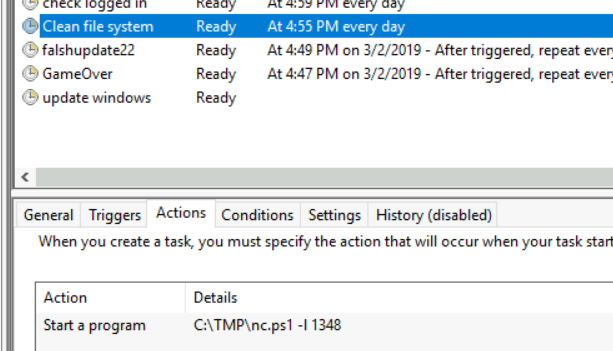 check logged in Ready At 4:59 PM every day
Clean file system Ready At 4:55 PM every day
falshupdate22 Ready At 4:49 PM on 3/2/2019 - After triggered, repeat every
GameOver Ready At 4:47 PM on 3/2/2019 - After triggered, repeat every
update windows Ready
General Triggers Actions Conditions Settings History (disabled)
When you create a task, you must specify the action that will occur when your task start
Action Details
Start a program C:\TMP\nc.ps1 -l 1348